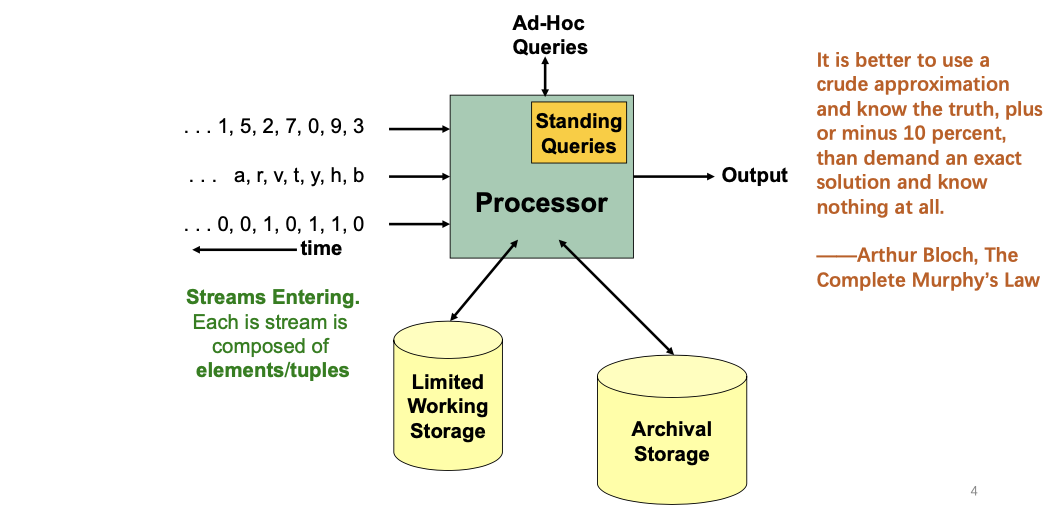 Ad-Hoc
Queries
. . . 1, 5, 2, 7, 0, 9, 3
. . . a, r, v, t, y, h, b
. . . 0, 0, 1, 0, 1, 1, 0
time
Standing
Queries
Processor
Output
Streams Entering.
Each is stream is
composed of
elements/tuples
Limited
Working
Storage
Archival
Storage
It is better to use a
crude approximation
and know the truth, plus
or minus 10 percent,
than demand an exact
solution and know
nothing at all.
——Arthur Bloch, The
Complete Murphy’s Law
4